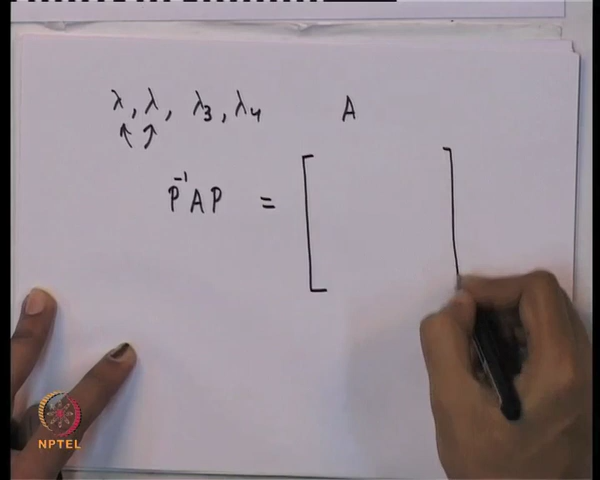 λ, λ, λ₃, λ₄ A
P⁻¹AP = [ ]
NPTEL